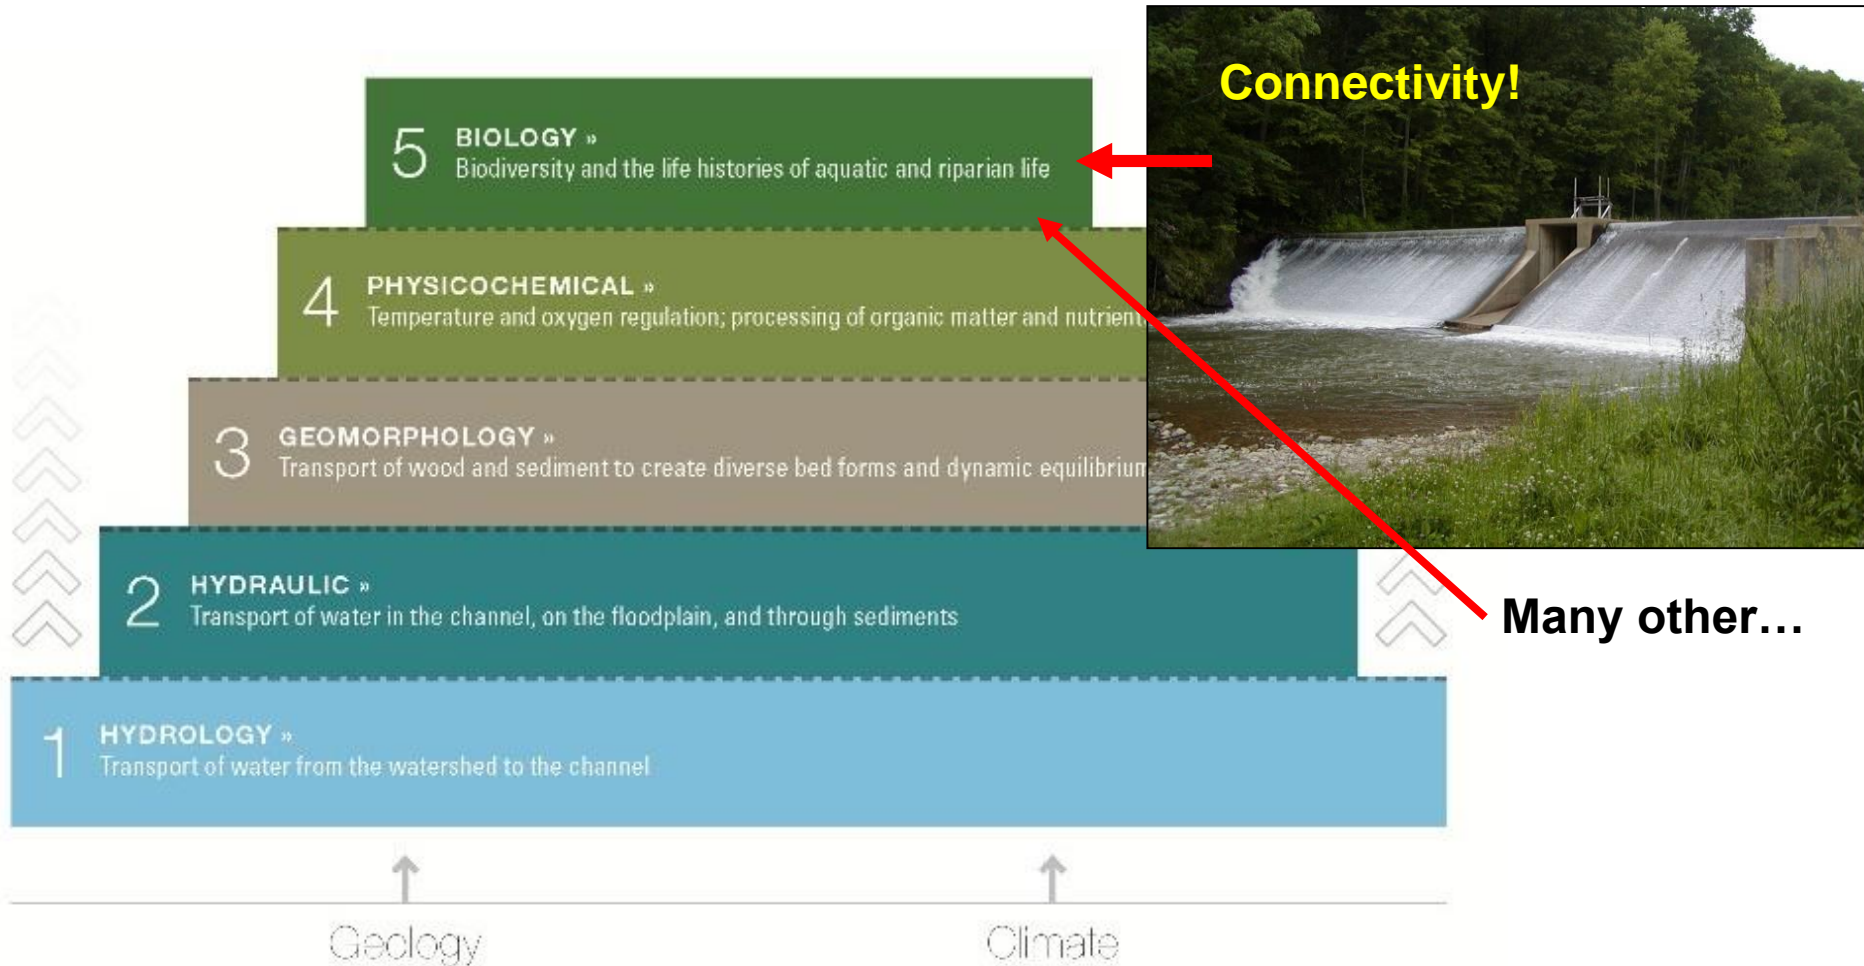 Connectivity!
5 BIOLOGY »
Biodiversity and the life histories of aquatic and riparian life
4 PHYSICOCHEMICAL »
Temperature and oxygen regulation; processing of organic matter and nutrient
3 GEOMORPHOLOGY »
Transport of wood and sediment to create diverse bed forms and dynamic equilibrium
2 HYDRAULIC »
Transport of water in the channel, on the floodplain, and through sediments
Many other…
1 HYDROLOGY »
Transport of water from the watershed to the channel
Geology
Climate